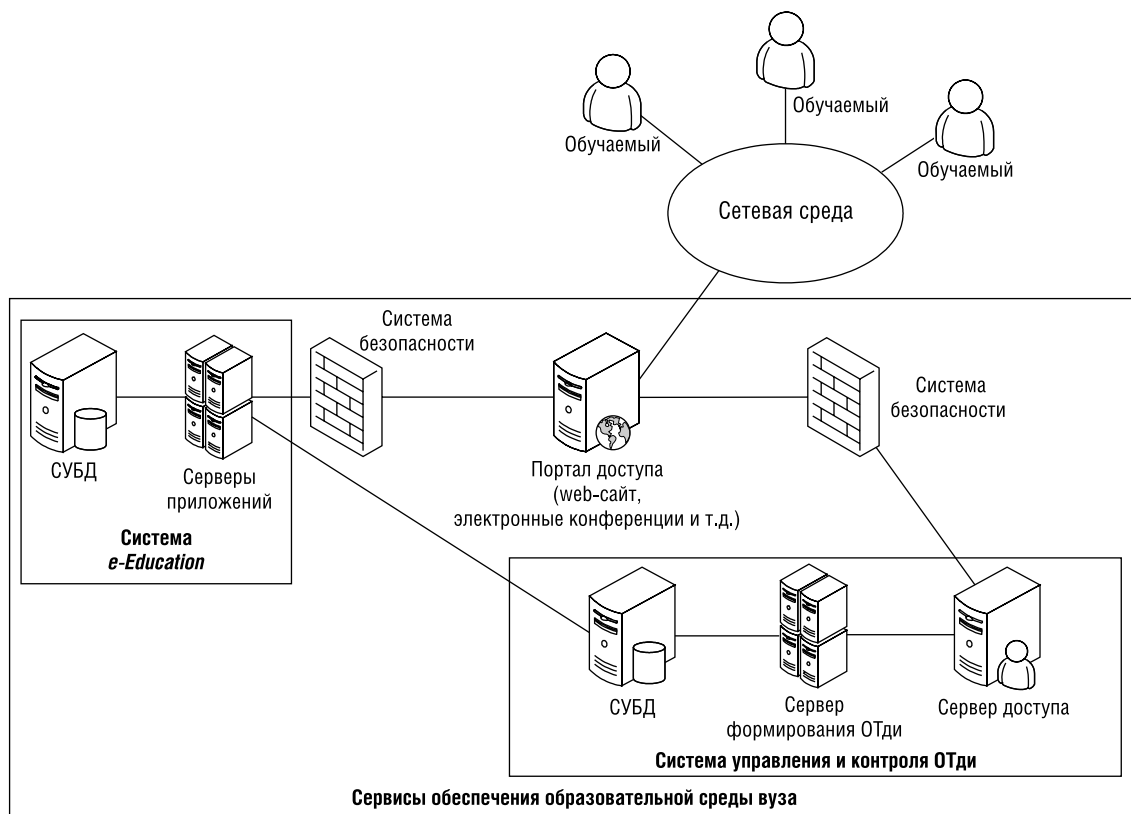 Обучаемый
Обучаемый
Обучаемый
Сетевая среда
Система
безопасности
Система
безопасности
СУБД
Серверы
приложений
Система
e-Education
Портал доступа
(web-сайт,
электронные конференции и т.д.)
СУБД
Сервер
формирования ОТди
Сервер доступа
Система управления и контроля ОТди
Сервисы обеспечения образовательной среды вуза